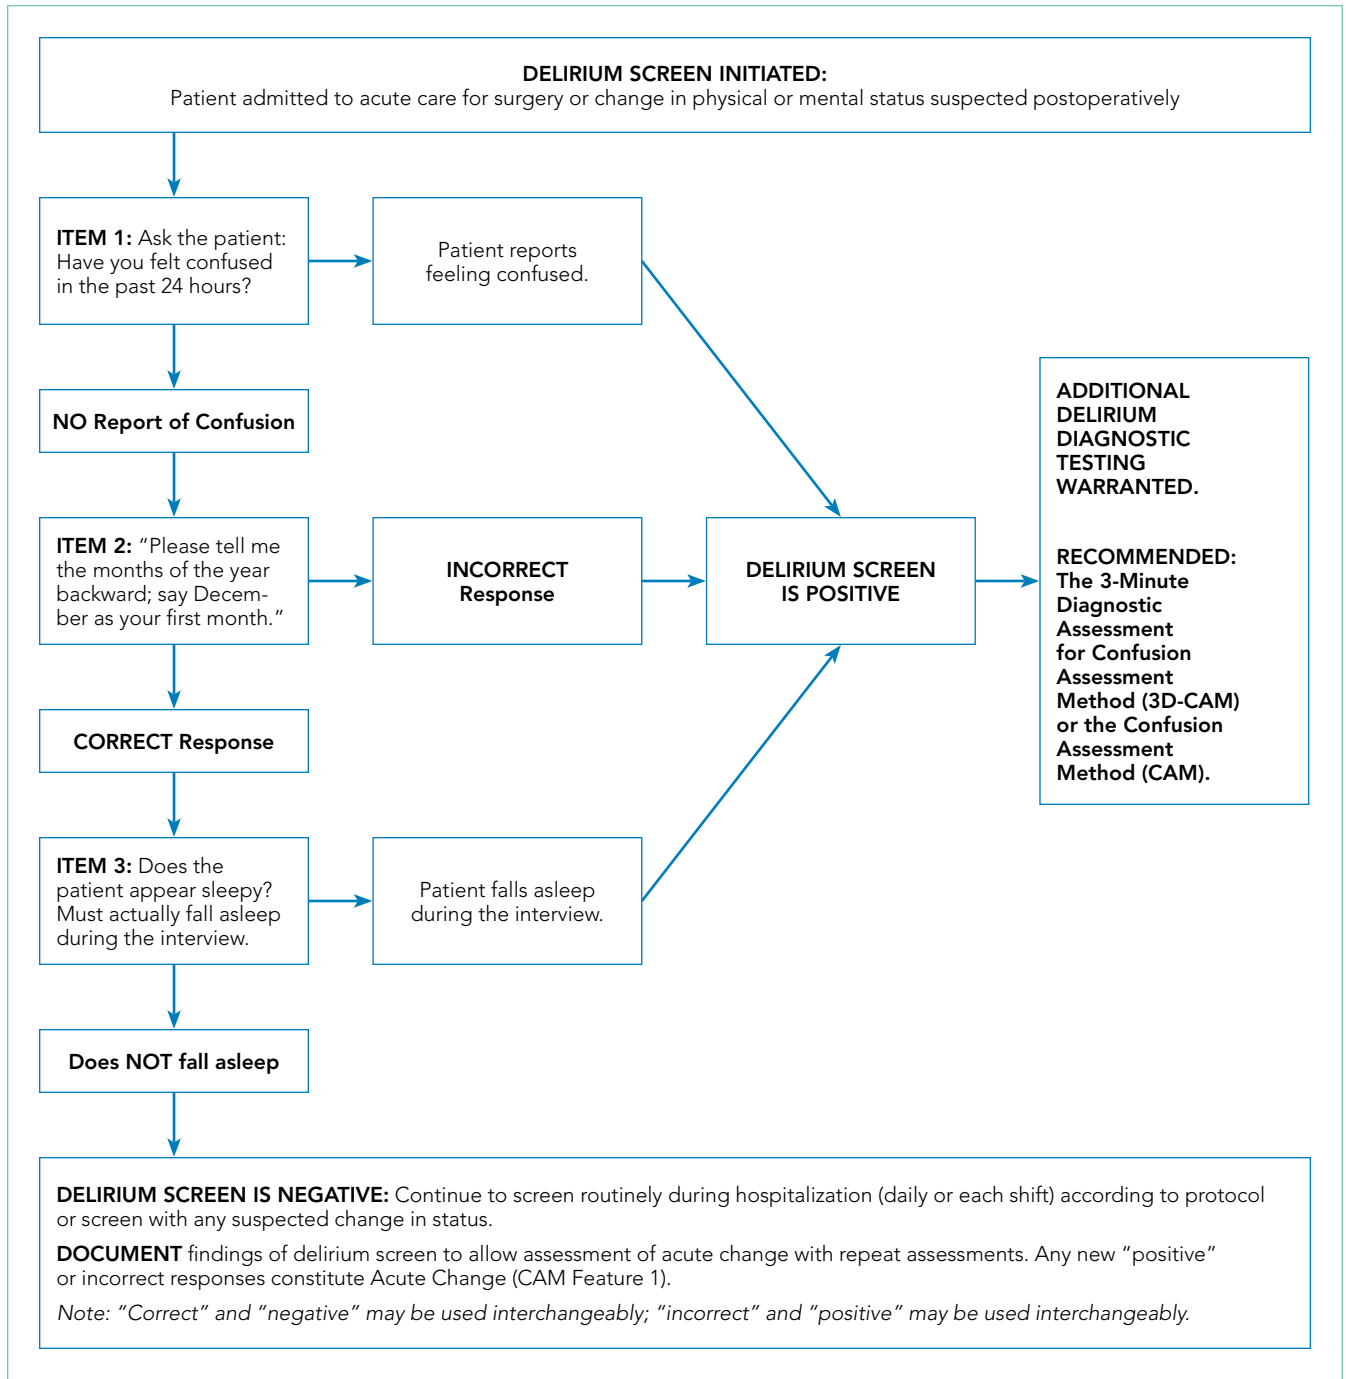 DELIRIUM SCREEN INITIATED:
Patient admitted to acute care for surgery or change in physical or mental status suspected postoperatively
ITEM 1: Ask the patient:
Have you felt confused
in the past 24 hours?
Patient reports
feeling confused.
NO Report of Confusion
ITEM 2: “Please tell me
the months of the year
backward; say Decem-
ber as your first month.”
INCORRECT
Response
DELIRIUM SCREEN
IS POSITIVE
ADDITIONAL
DELIRIUM
DIAGNOSTIC
TESTING
WARRANTED.
RECOMMENDED:
The 3-Minute
Diagnostic
Assessment
for Confusion
Assessment
Method (3D-CAM)
or the Confusion
Assessment
Method (CAM).
CORRECT Response
ITEM 3: Does the
patient appear sleepy?
Must actually fall asleep
during the interview.
Patient falls asleep
during the interview.
Does NOT fall asleep
DELIRIUM SCREEN IS NEGATIVE: Continue to screen routinely during hospitalization (daily or each shift) according to protocol
or screen with any suspected change in status.
DOCUMENT findings of delirium screen to allow assessment of acute change with repeat assessments. Any new “positive”
or incorrect responses constitute Acute Change (CAM Feature 1).
Note: “Correct” and “negative” may be used interchangeably; “incorrect” and “positive” may be used interchangeably.